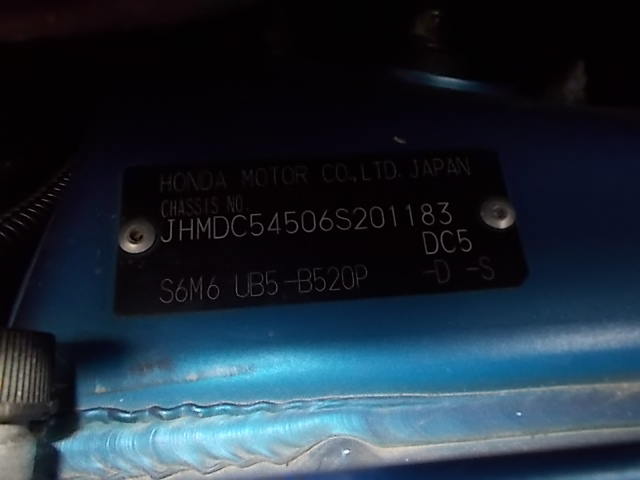 HONDA MOTOR CO.,LTD. JAPAN
CHASSIS NO.
JHMDC54506S201183
DC5
S6M6 UB5-B520P -D -S